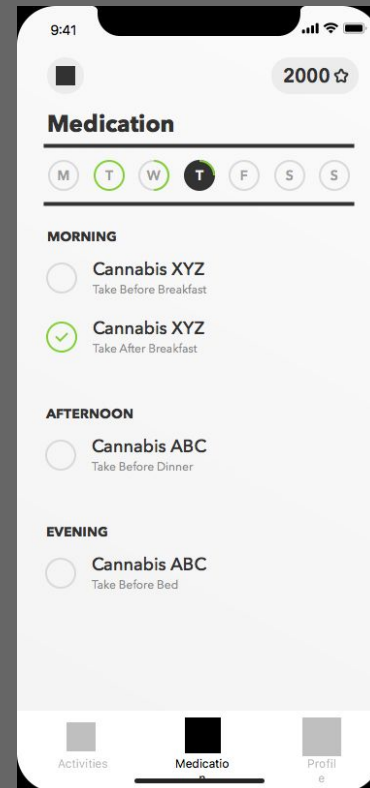 9:41
2000
Medication
M T W T F S S
MORNING
Cannabis XYZ
Take Before Breakfast
Cannabis XYZ
Take After Breakfast
AFTERNOON
Cannabis ABC
Take Before Dinner
EVENING
Cannabis ABC
Take Before Bed
Activities Medicatio Profil
n e